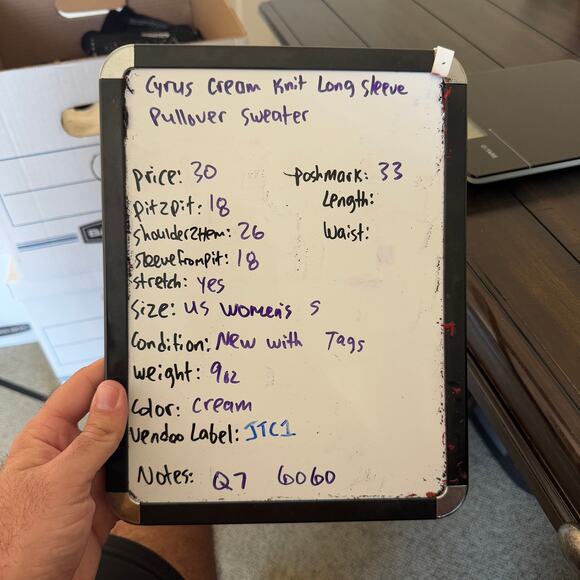 Cyrus Cream Knit Long Sleeve
Pullover Sweater
price: 30
poshmark: 33
pit2pit: 18
Length:
shoulder2Hem: 26
Waist:
sleevefrompit: 18
stretch: yes
Size: US Women's S
Condition: New with Tags
weight: 9oz
Color: Cream
Vendoo Label: JTC1
Notes: Q7 6060